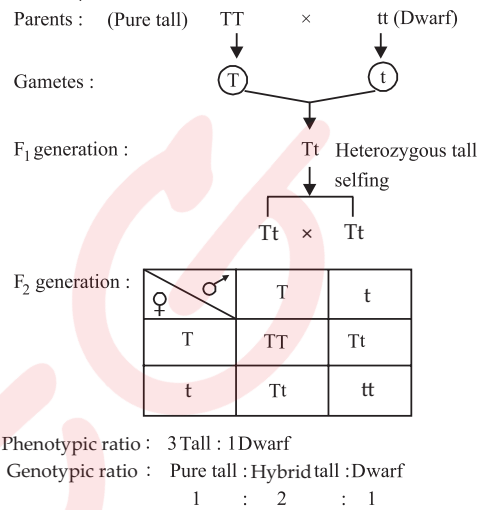 Parents : (Pure tall) TT × tt (Dwarf)
Gametes : T t
F₁ generation : Tt Heterozygous tall
selfing
Tt × Tt
F₂ generation : ♀ ♂ T t
T TT Tt
t Tt tt
Phenotypic ratio : 3 Tall : 1 Dwarf
Genotypic ratio : Pure tall : Hybrid tall : Dwarf
1 : 2 : 1